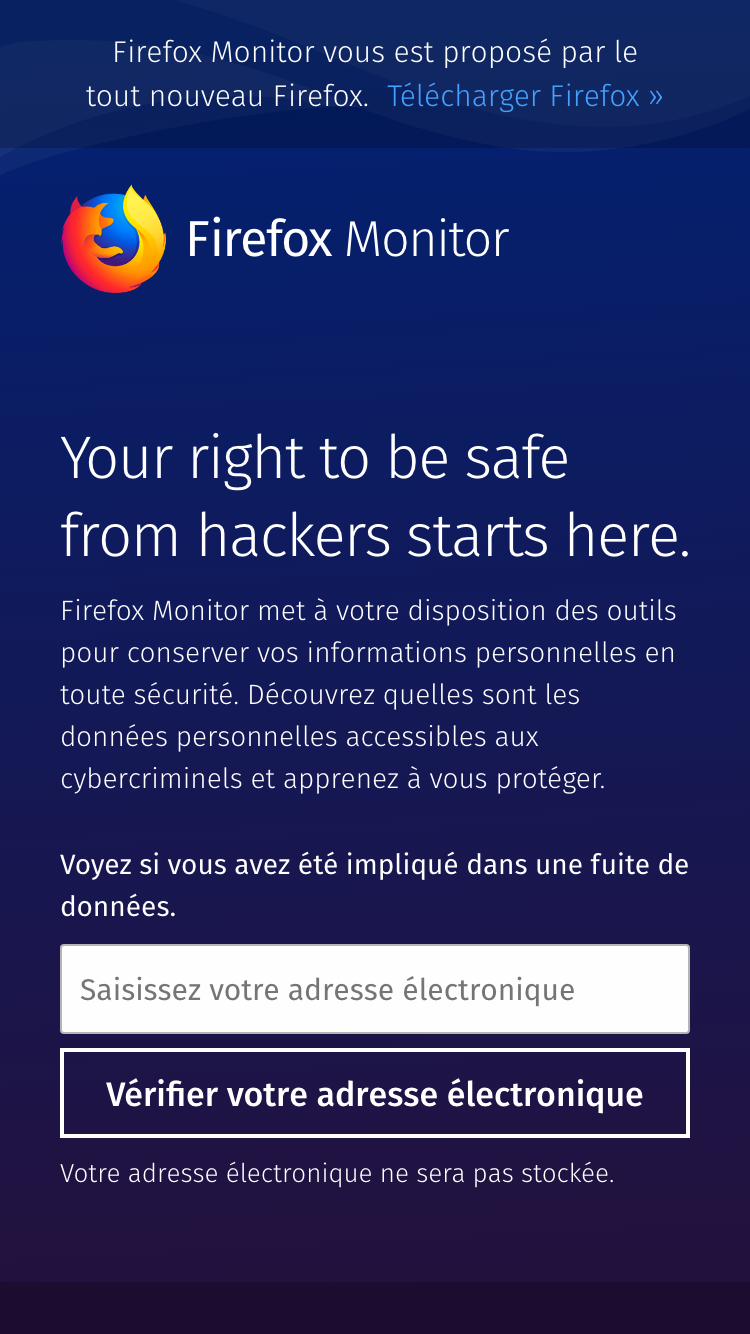 Firefox Monitor vous est proposé par le
tout nouveau Firefox. Télécharger Firefox »
Firefox Monitor
Your right to be safe
from hackers starts here.
Firefox Monitor met à votre disposition des outils
pour conserver vos informations personnelles en
toute sécurité. Découvrez quelles sont les
données personnelles accessibles aux
cybercriminels et apprenez à vous protéger.
Voyez si vous avez été impliqué dans une fuite de
données.
Saisissez votre adresse électronique
Vérifier votre adresse électronique
Votre adresse électronique ne sera pas stockée.